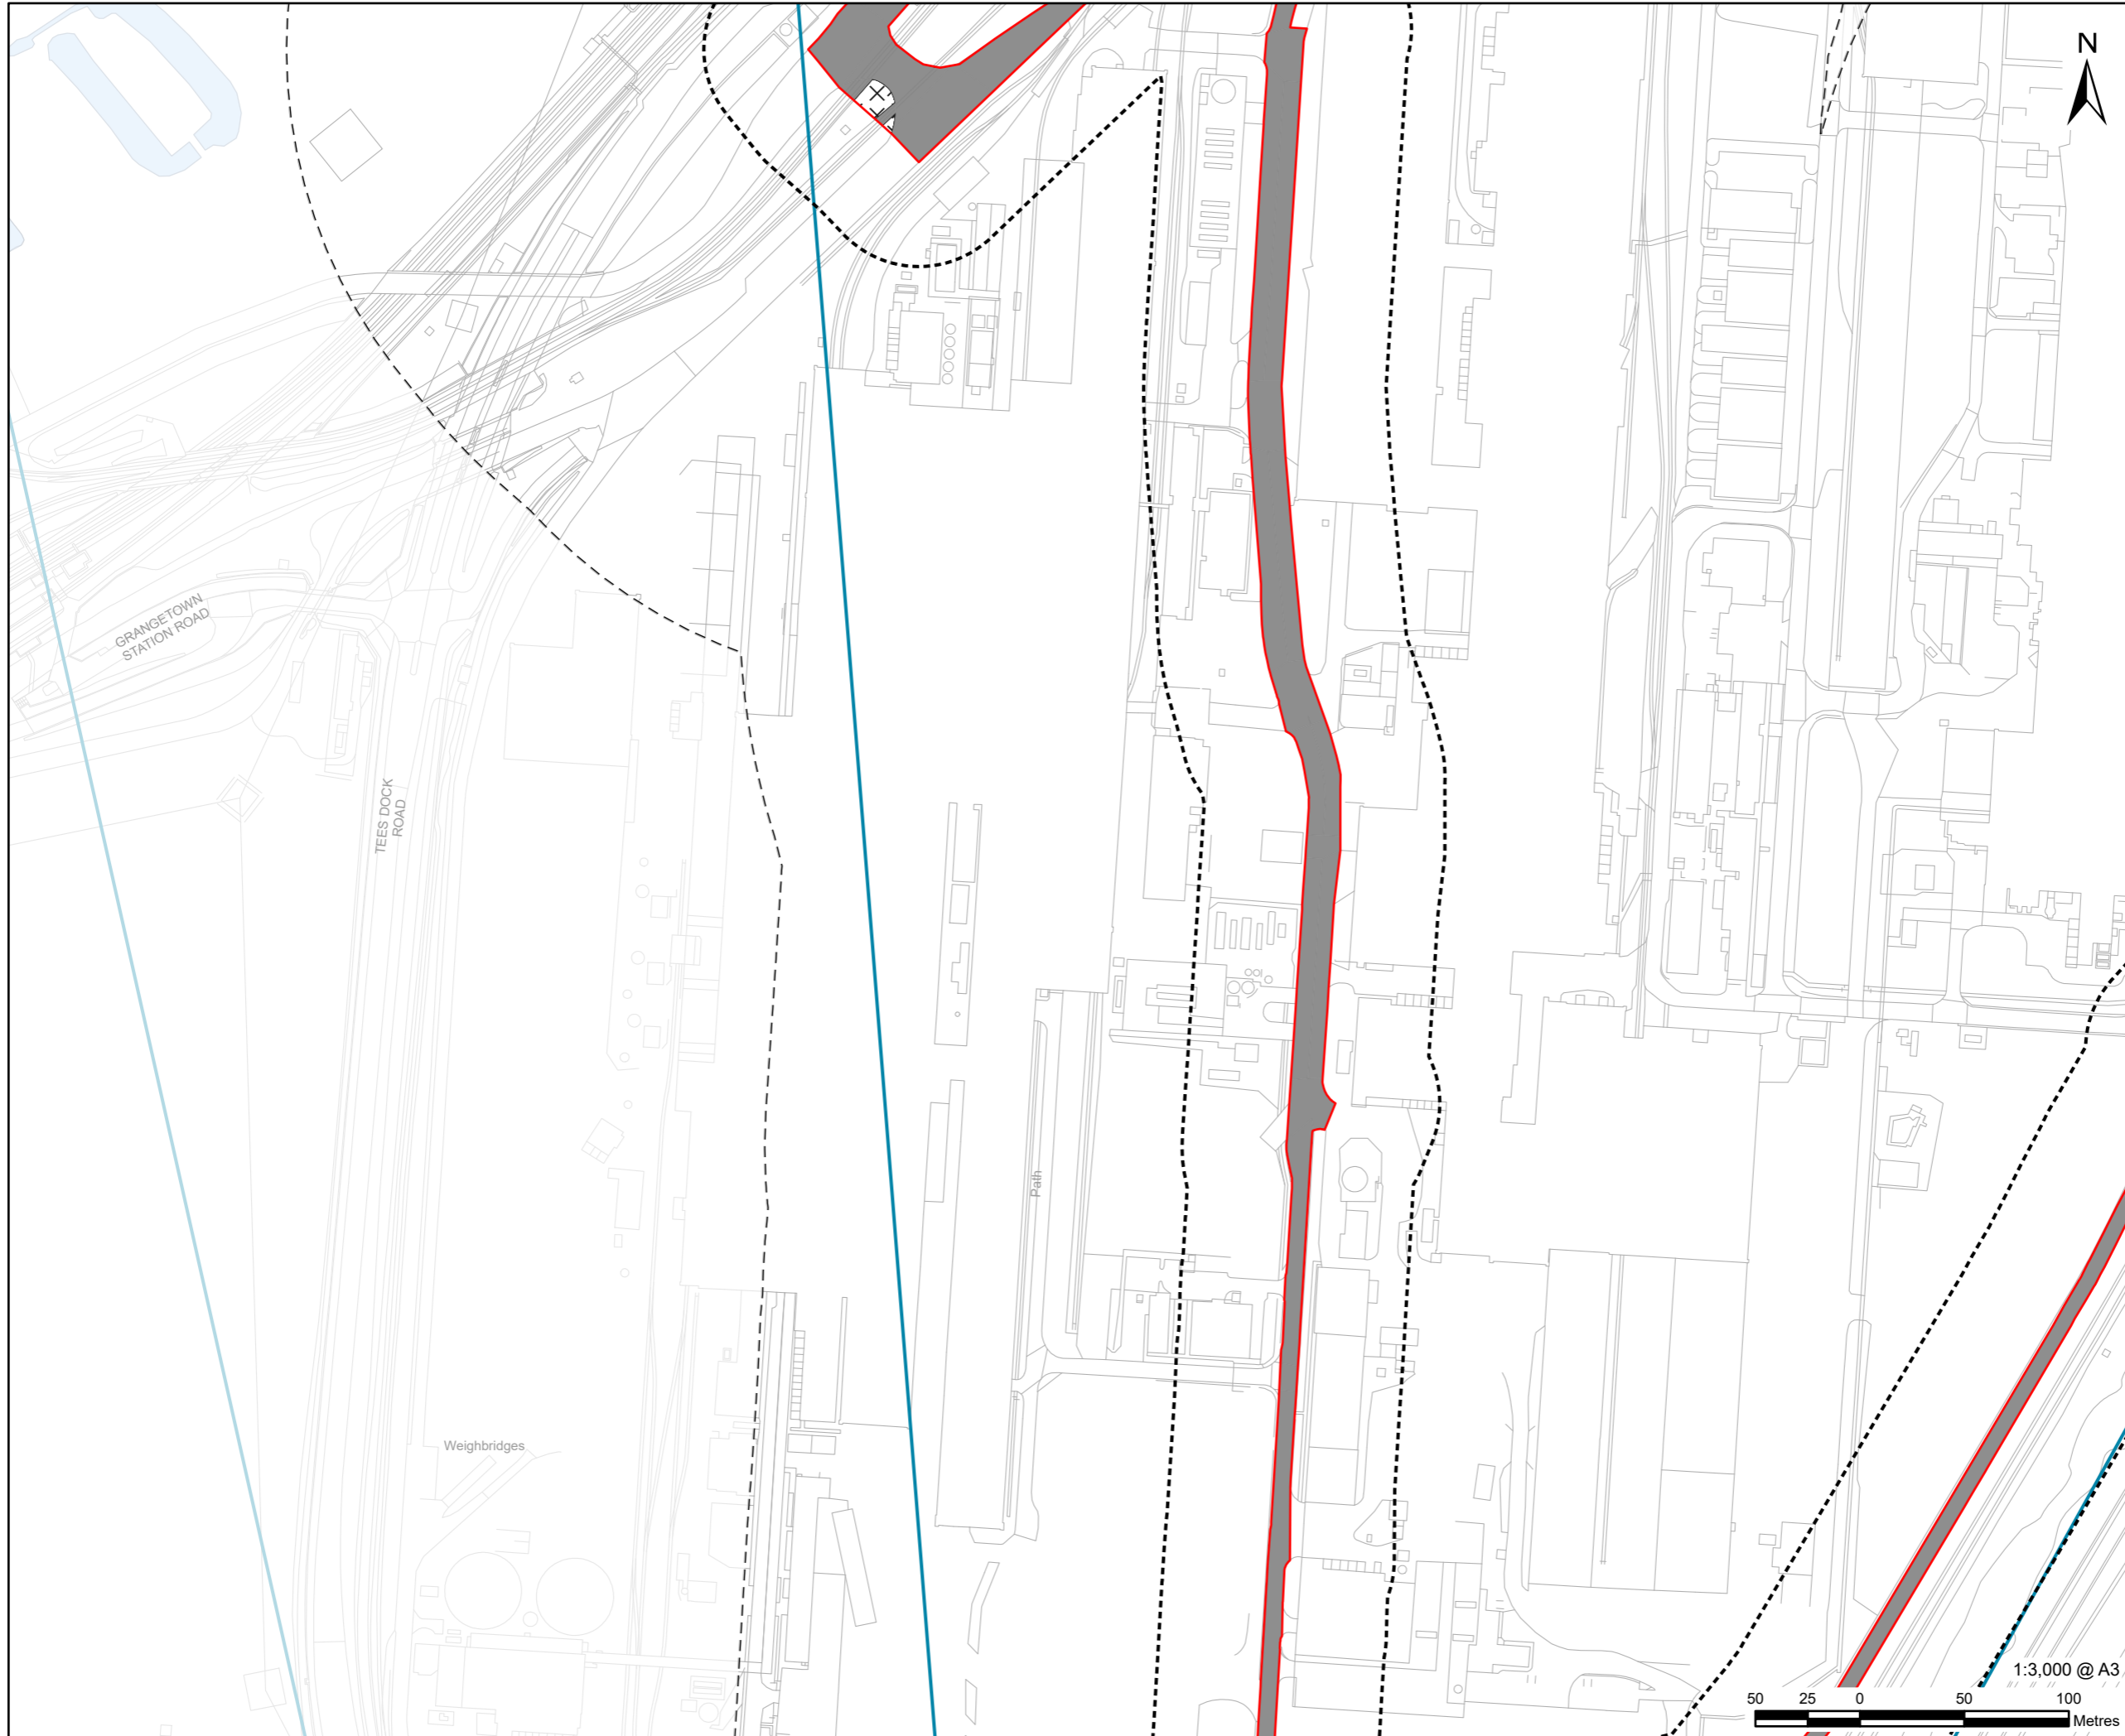 N
GRANGETOWN
STATION ROAD
TEES DOCK
ROAD
Path
Weighbridges
1:3,000 @ A3
50 25 0 50 100
Metres